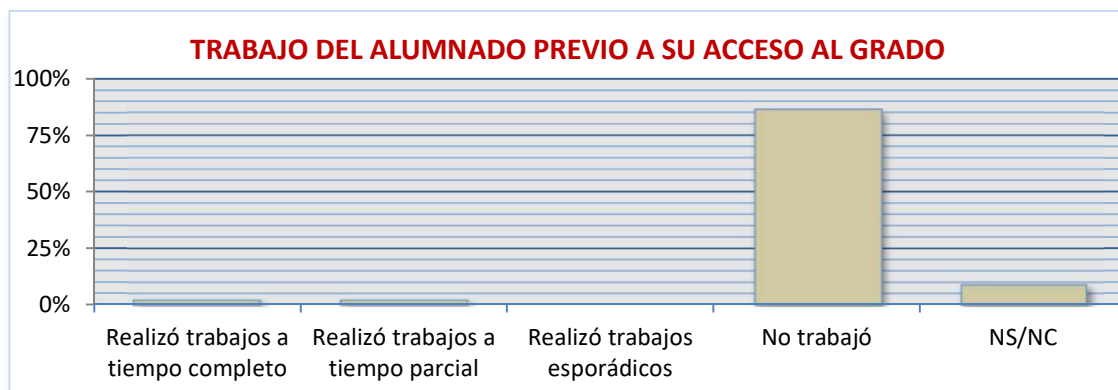 TRABAJO DEL ALUMNADO PREVIO A SU ACCESO AL GRADO
100%
75%
50%
25%
0%
Realizó trabajos a tiempo completo
Realizó trabajos a tiempo parcial
Realizó trabajos esporádicos
No trabajó
NS/NC